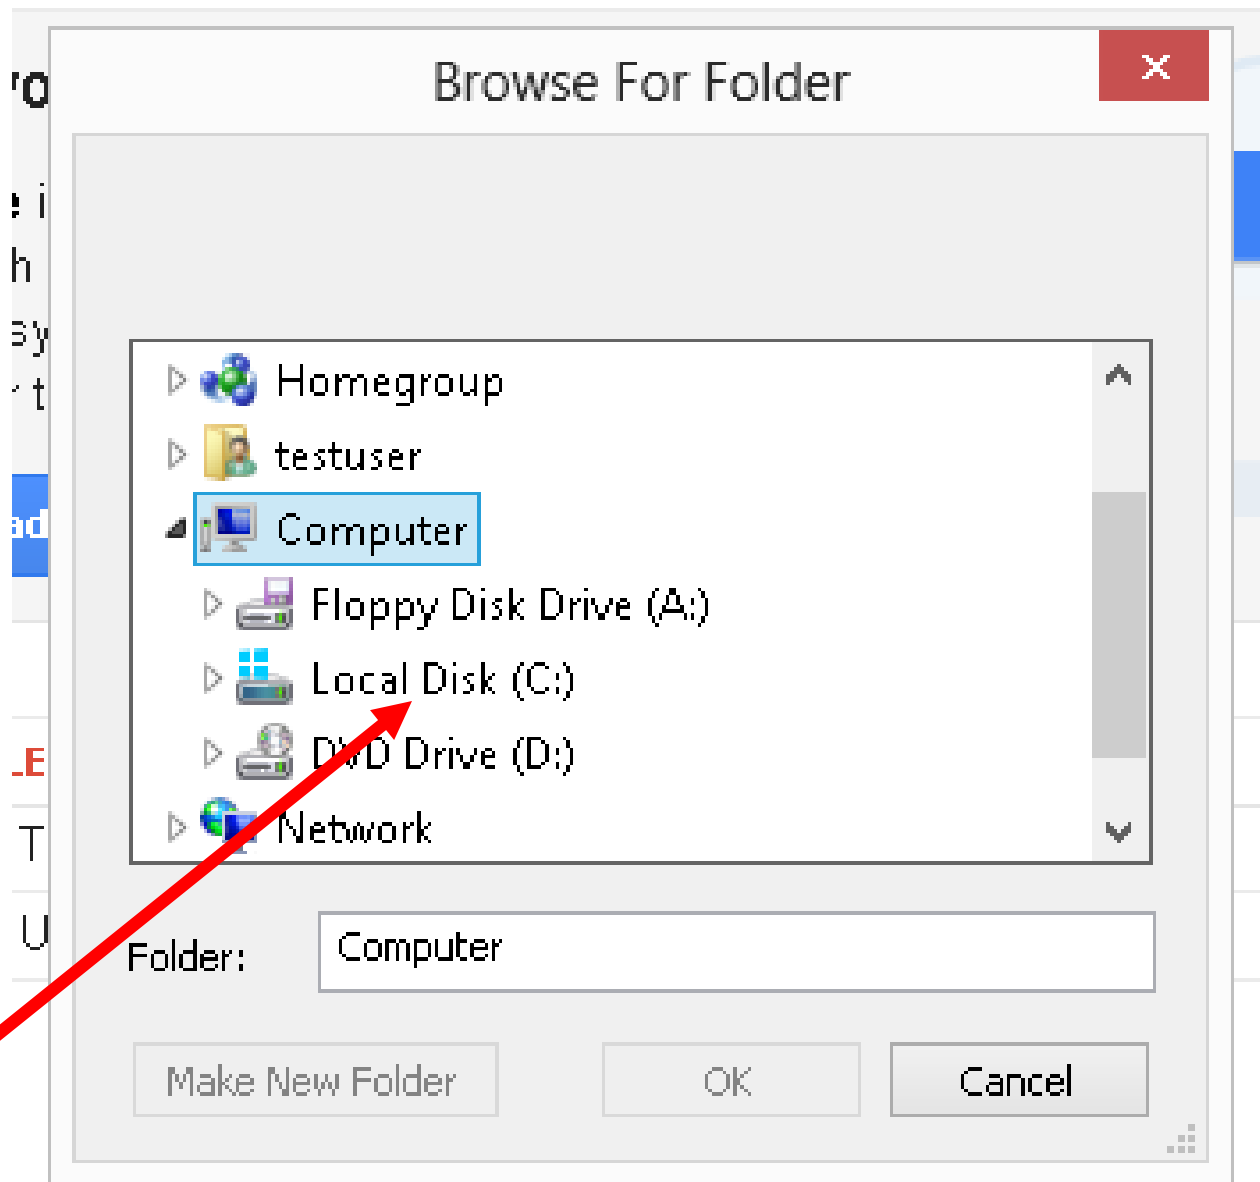 Browse For Folder
Homegroup
testuser
Computer
Floppy Disk Drive (A:)
Local Disk (C:)
DVD Drive (D:)
Network
Folder:
Computer
Make New Folder
OK
Cancel